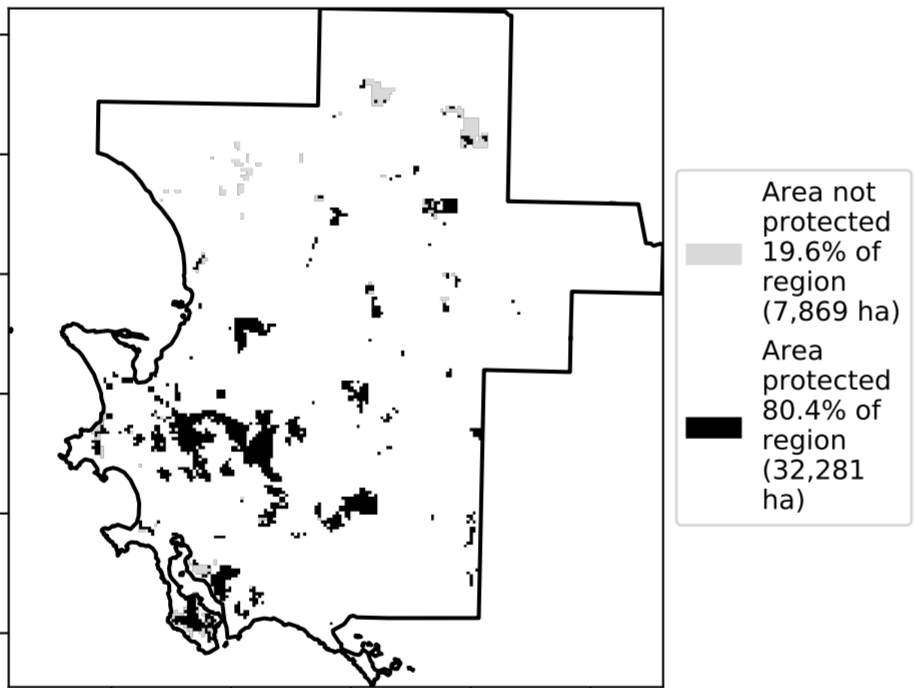 Area not
protected
19.6% of
region
(7,869 ha)
Area
protected
80.4% of
region
(32,281
ha)